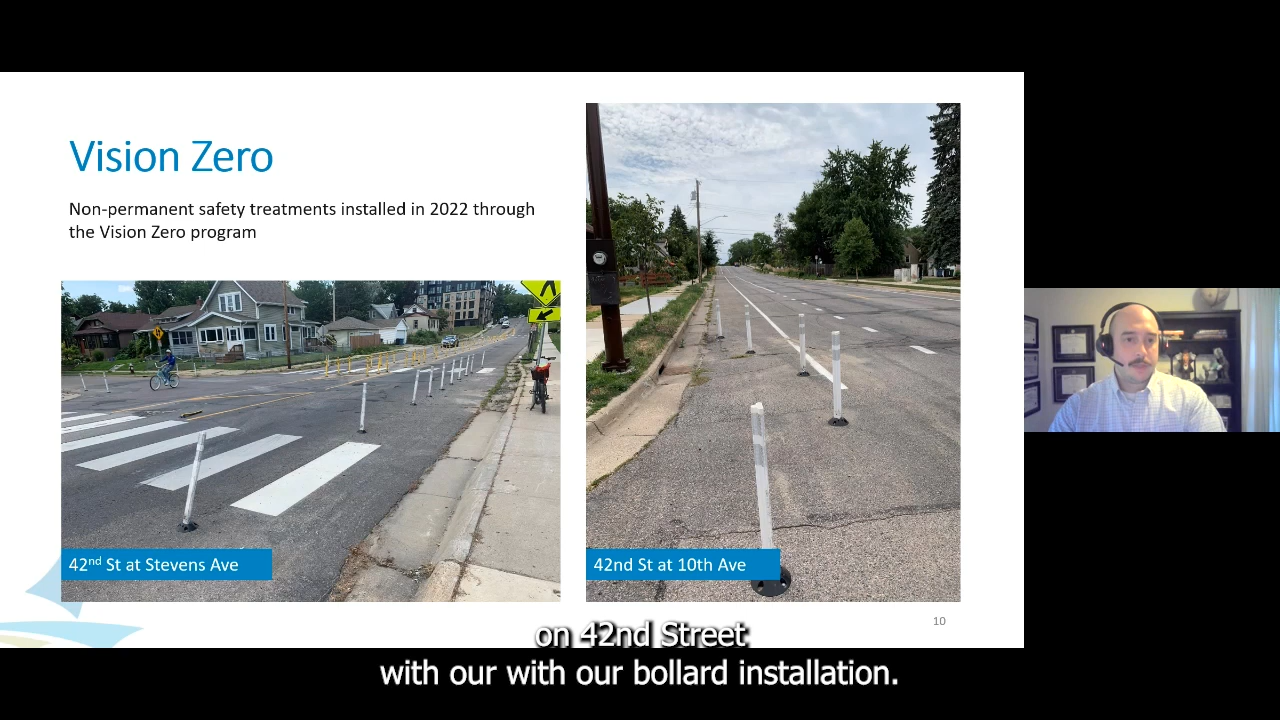 Vision Zero
Non-permanent safety treatments installed in 2022 through
the Vision Zero program
42nd St at Stevens Ave
42nd St at 10th Ave
10
on 42nd Street
with our with our bollard installation.